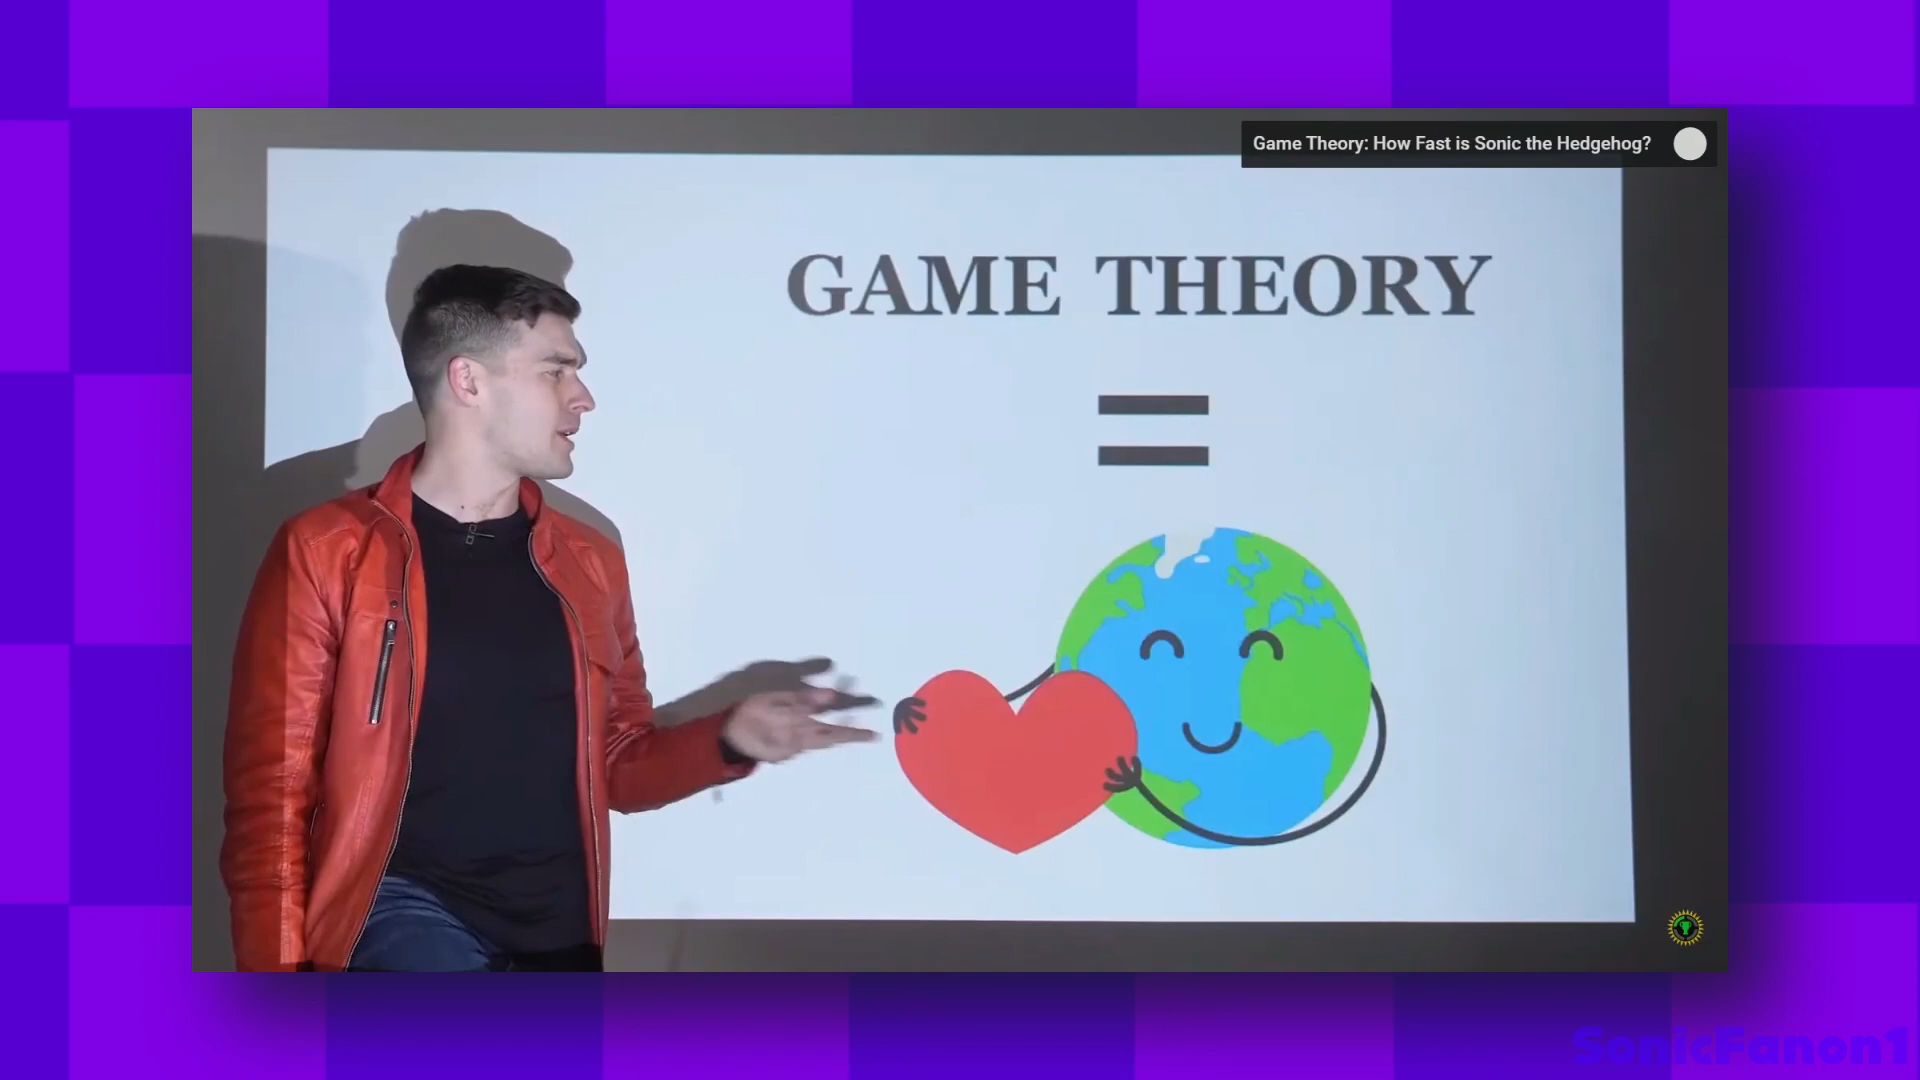 Game Theory: How Fast is Sonic the Hedgehog?
GAME THEORY
=
SonicFanon1